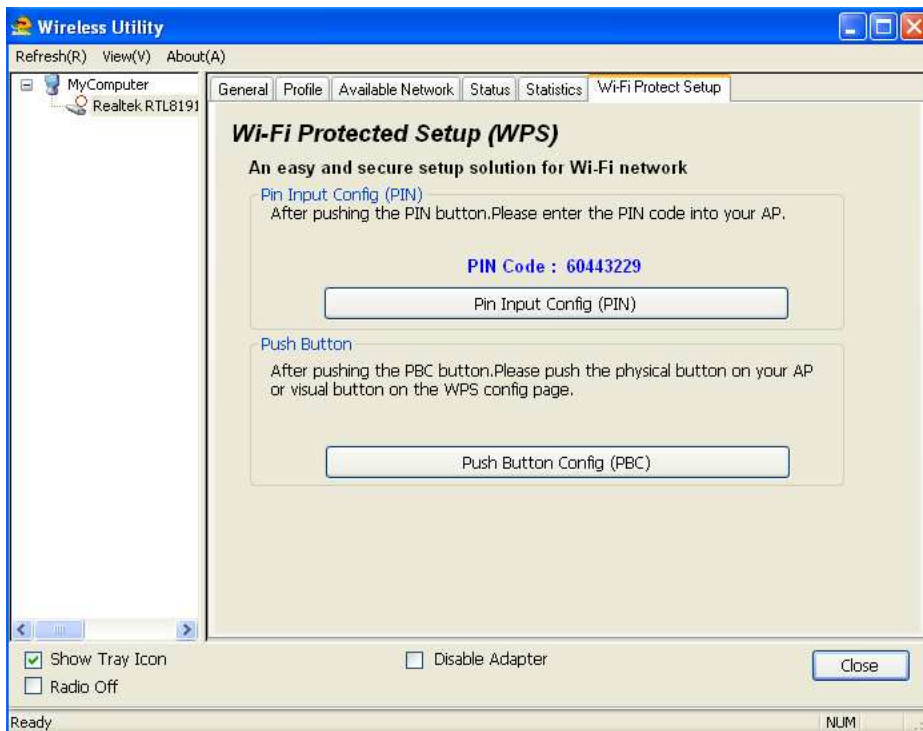 Wireless Utility
Refresh(R) View(V) About(A)
MyComputer
Realtek RTL8191
General Profile Available Network Status Statistics Wi-Fi Protect Setup
Wi-Fi Protected Setup (WPS)
An easy and secure setup solution for Wi-Fi network
Pin Input Config (PIN)
After pushing the PIN button.Please enter the PIN code into your AP.
PIN Code : 60443229
Pin Input Config (PIN)
Push Button
After pushing the PBC button.Please push the physical button on your AP
or visual button on the WPS config page.
Push Button Config (PBC)
Show Tray Icon
Disable Adapter
Close
Radio Off
Ready
NUM